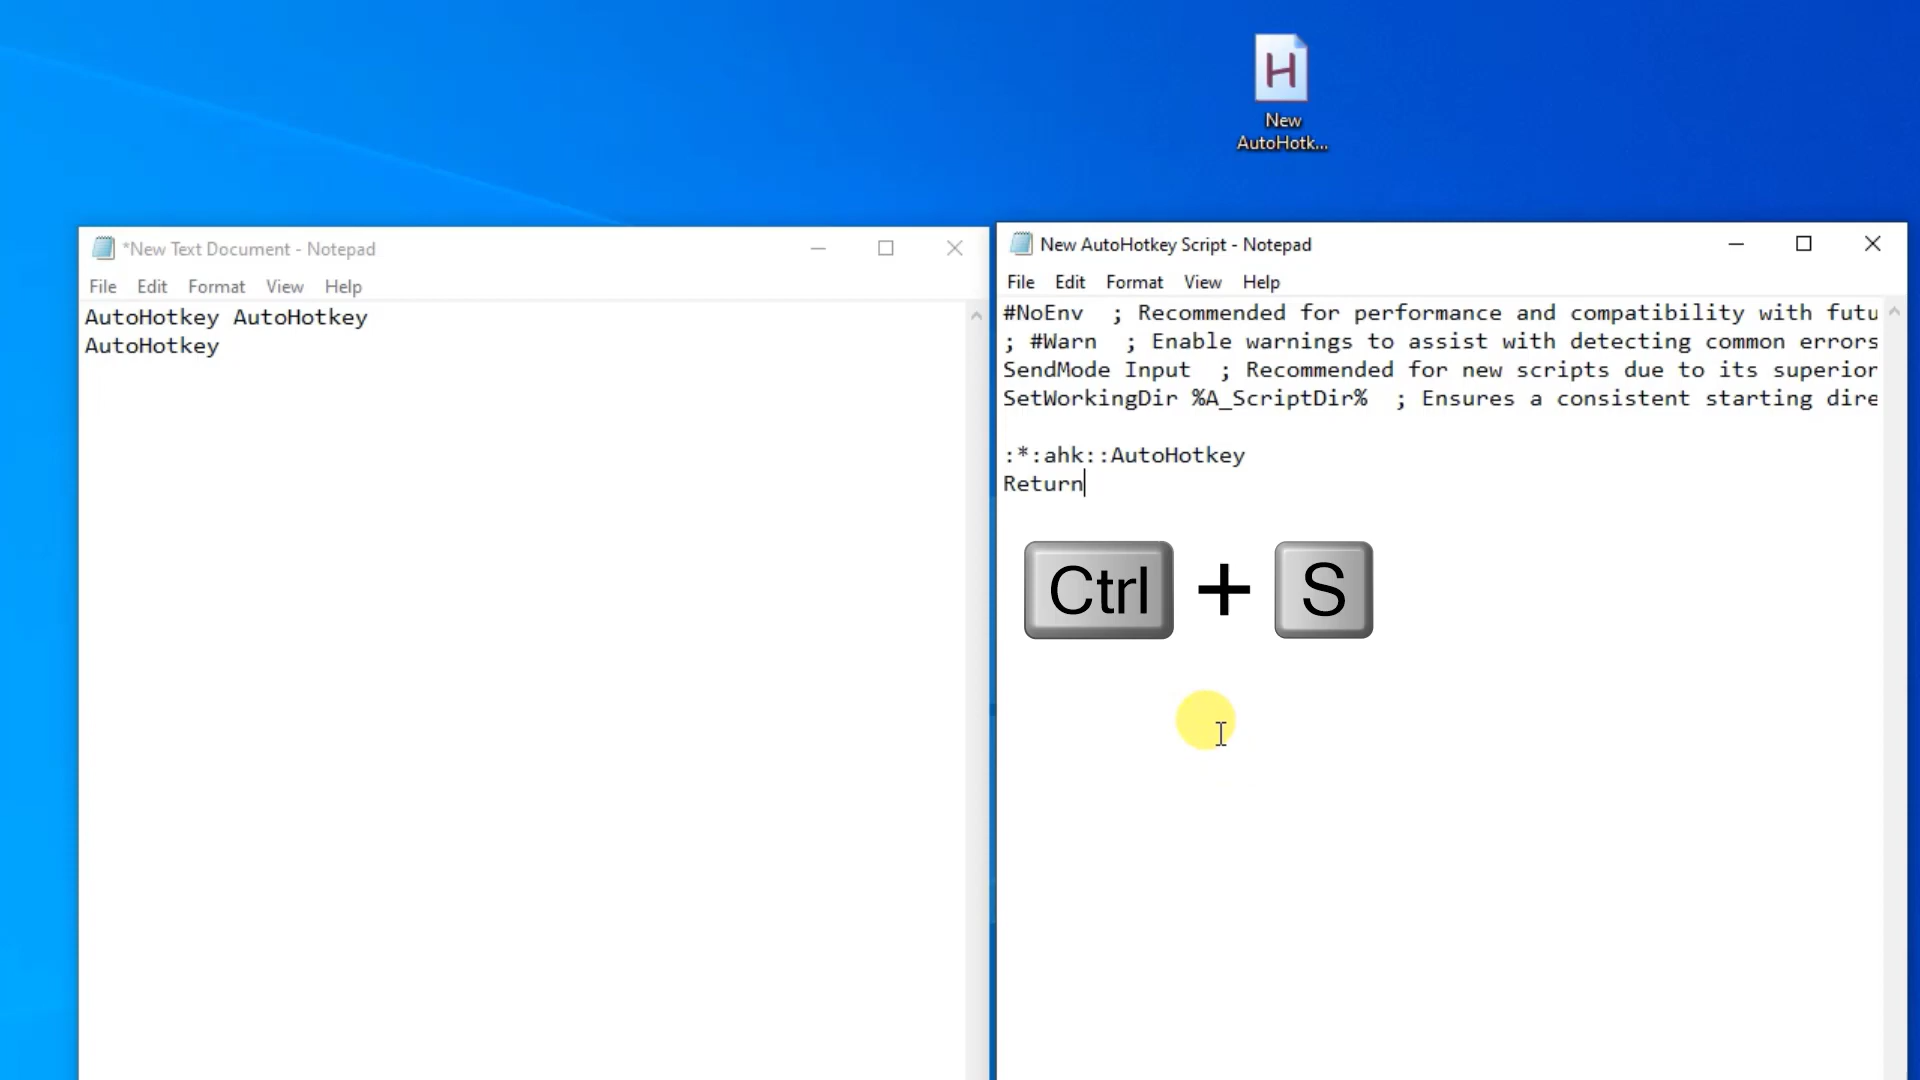 H
New
AutoHotk...
*New Text Document - Notepad
File Edit Format View Help
AutoHotkey AutoHotkey
AutoHotkey
New AutoHotkey Script - Notepad
File Edit Format View Help
#NoEnv  ; Recommended for performance and compatibility with futu
; #Warn  ; Enable warnings to assist with detecting common errors
SendMode Input  ; Recommended for new scripts due to its superior
SetWorkingDir %A_ScriptDir%  ; Ensures a consistent starting dire
:*:ahk::AutoHotkey
Return
Ctrl + S